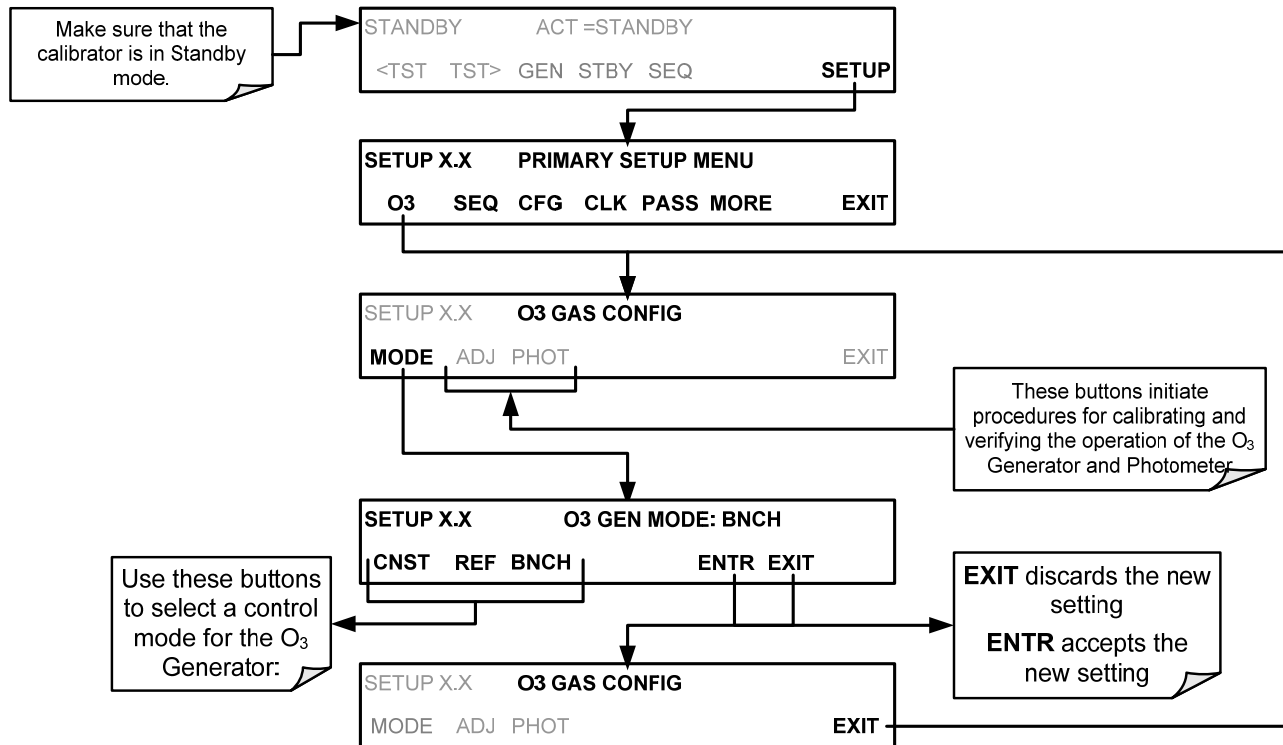 Make sure that the
calibrator is in Standby
mode.
STANDBY ACT =STANDBY
<TST TST> GEN STBY SEQ SETUP
SETUP X.X PRIMARY SETUP MENU
O3 SEQ CFG CLK PASS MORE EXIT
SETUP X.X O3 GAS CONFIG
MODE ADJ PHOT EXIT
These buttons initiate
procedures for calibrating and
verifying the operation of the O3
Generator and Photometer
SETUP X.X O3 GEN MODE: BNCH
CNST REF BNCH ENTR EXIT
Use these buttons
to select a control
mode for the O3
Generator:
EXIT discards the new
setting
ENTR accepts the
new setting
SETUP X.X O3 GAS CONFIG
MODE ADJ PHOT EXIT